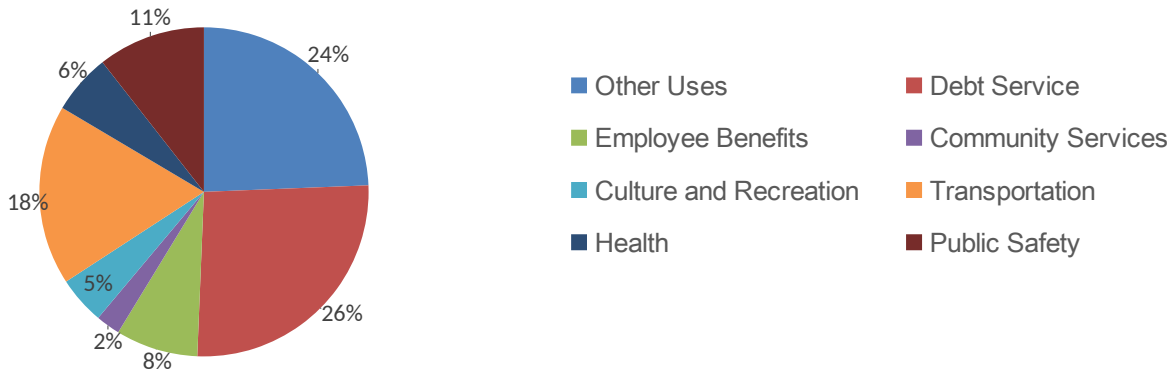 11%
24%
6%
18%
5%
2%
8%
26%
Other Uses
Debt Service
Employee Benefits
Community Services
Culture and Recreation
Transportation
Health
Public Safety